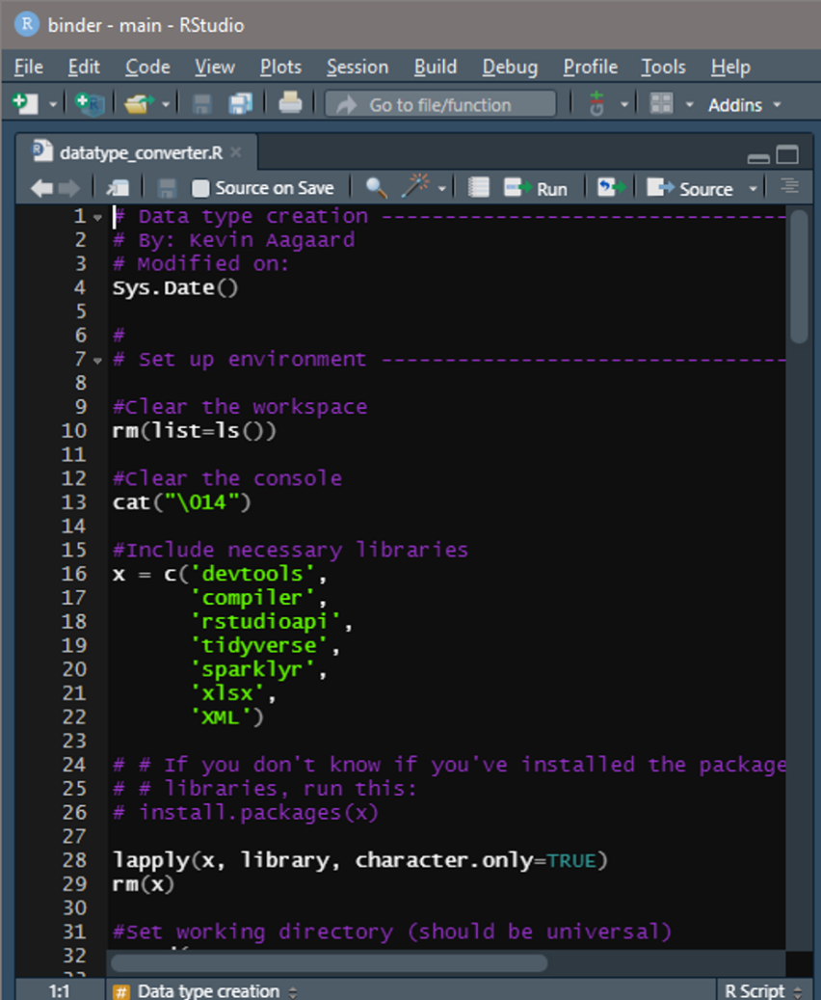 binder - main - RStudio
File Edit Code View Plots Session Build Debug Profile Tools Help
Go to file/function Addins
datatype_converter.R
Source on Save Run Source
1 # Data type creation --------------------------------
2 # By: Kevin Aagaard
3 # Modified on:
4 Sys.Date()
5
6 #
7 # Set up environment --------------------------------
8
9 #Clear the workspace
10 rm(list=ls())
11
12 #Clear the console
13 cat("\014")
14
15 #Include necessary libraries
16 x = c('devtools',
17 'compiler',
18 'rstudioapi',
19 'tidyverse',
20 'sparklyr',
21 'xlsx',
22 'XML')
23
24 # # If you don't know if you've installed the package
25 # # libraries, run this:
26 # install.packages(x)
27
28 lapply(x, library, character.only=TRUE)
29 rm(x)
30
31 #Set working directory (should be universal)
32
1:1 # Data type creation R Script